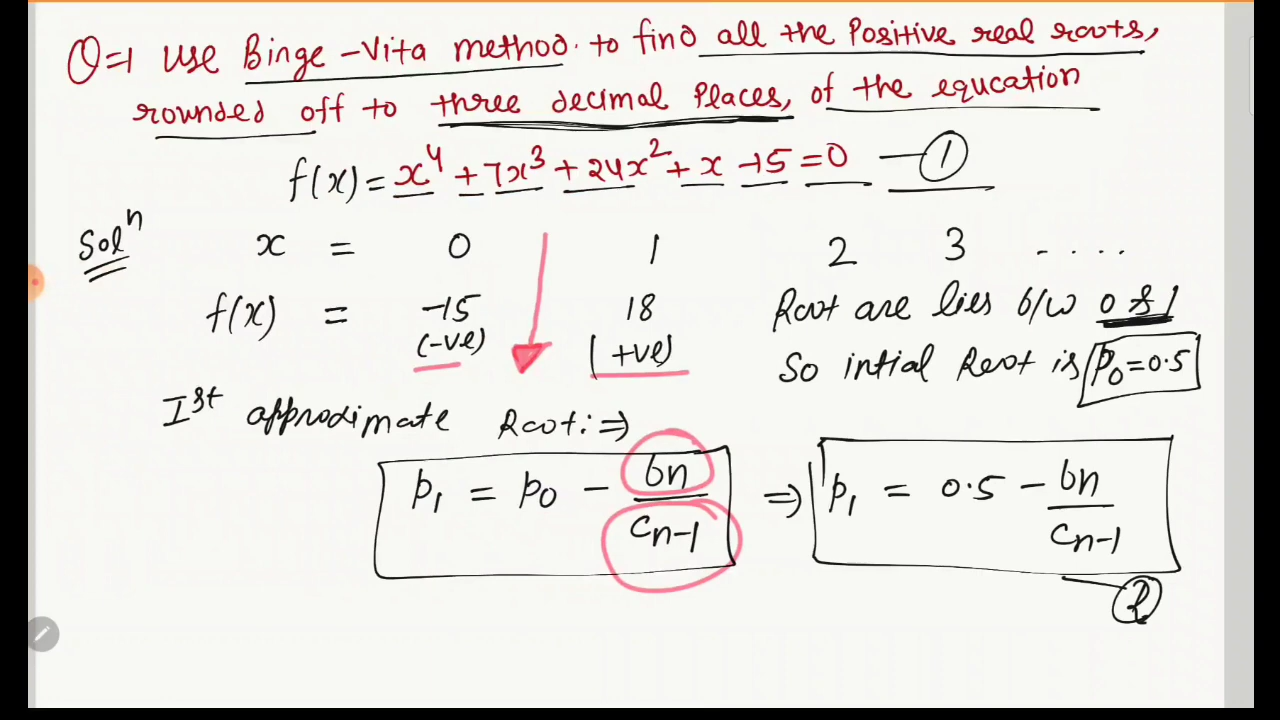 Q=1 use Binge-Vita method. to find all the Positive real roots,
rounded off to three decimal Places, of the equcation
f(x) = x⁴ + 7x³ + 24x² + x -15 = 0 — ①
Solⁿ x = 0 1 2 3 .....
f(x) = -15 18 Root are lies b/w 0 & 1
(-ve) (+ve) So intial Root is p₀=0.5
Ist approximate Root:⇒
p₁ = p₀ - bn/cn-1 ⇒ p₁ = 0.5 - bn/cn-1
②